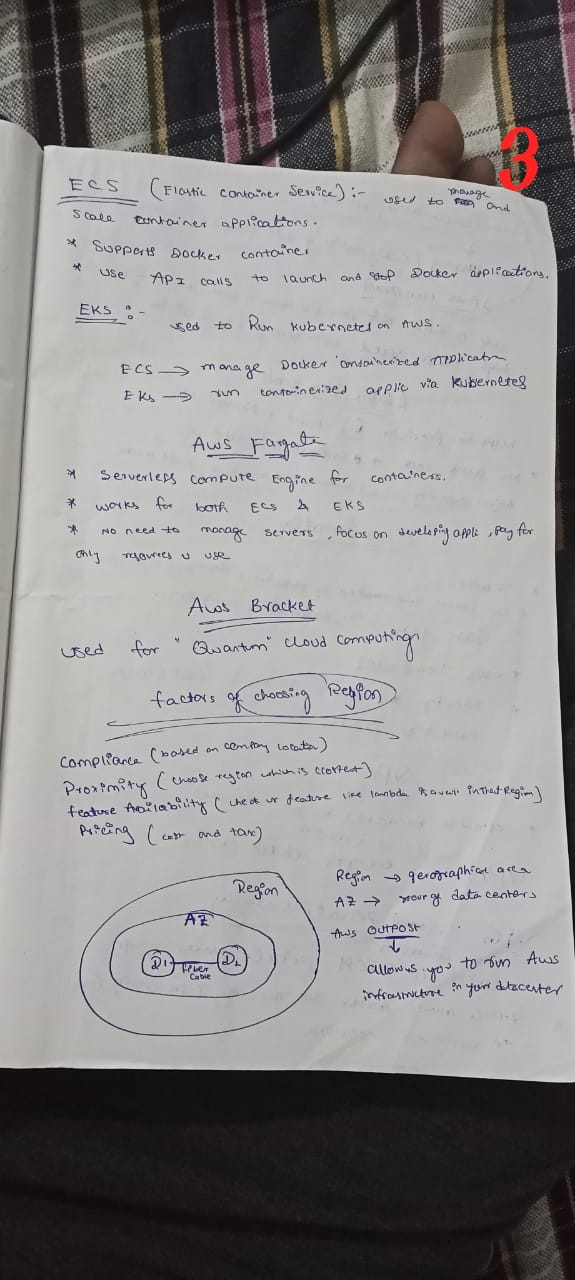 3
ECS (Elastic Container Service) :- used to manage and
scale container applications.
* Supports Docker container
* Use API calls to launch and stop Docker applications.
EKS :-
used to Run Kubernetes on AWS.
ECS → manage Docker containerized Applicatn
EKS → run containerized applic via Kubernetes
AWS Fargate
* Serverless compute Engine for containers.
* works for both ECS & EKS
* No need to manage servers, focus on developing appli, pay for
only resources u use
Aws Bracket
used for "Quantum" cloud computing
factors of choosing Region
Compliance (based on location)
Proximity (choose region which is closest)
feature Availability (check ur feature like lambda is in that Region)
Pricing (cost and tax)
Region
AZ
D1 D2
Fiber
Cable
Region → geographical area
AZ → of data centers
Aws OUTPOST
↓
allows you to run Aws
infrastructure in your datacenter